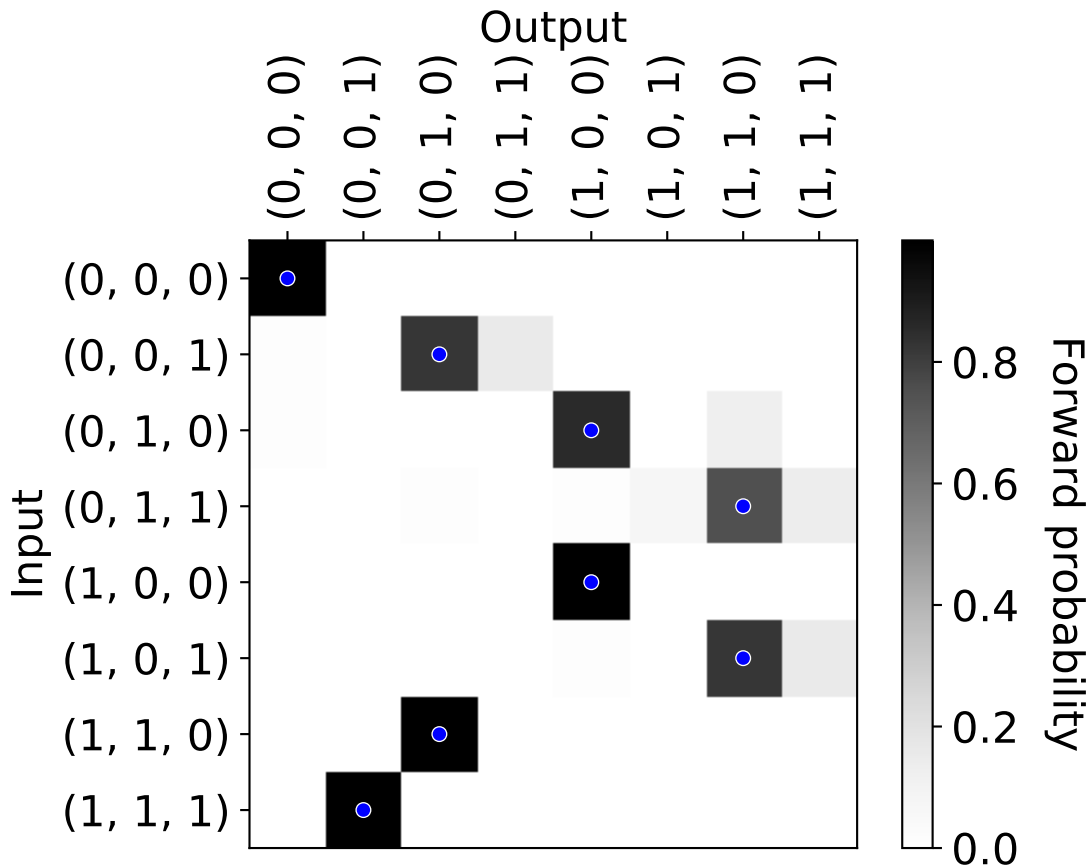 Output
(0, 0, 0)
(0, 0, 1)
(0, 1, 0)
(0, 1, 1)
(1, 0, 0)
(1, 0, 1)
(1, 1, 0)
(1, 1, 1)
Input
(0, 0, 0)
(0, 0, 1)
(0, 1, 0)
(0, 1, 1)
(1, 0, 0)
(1, 0, 1)
(1, 1, 0)
(1, 1, 1)
0.8
0.6
0.4
0.2
0.0
Forward probability